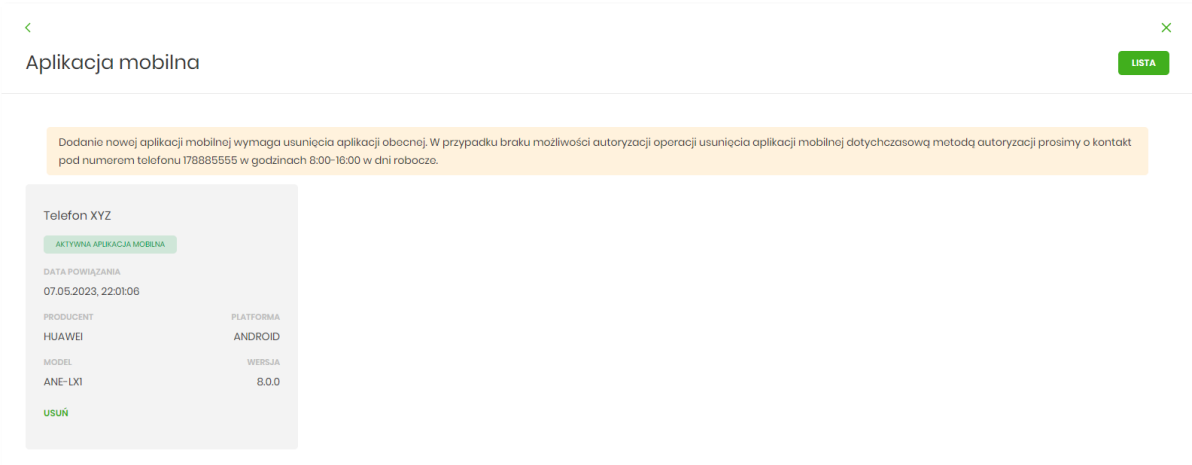 Aplikacja mobilna
LISTA
Dodanie nowej aplikacji mobilnej wymaga usunięcia aplikacji obecnej. W przypadku braku możliwości autoryzacji operacji usunięcia aplikacji mobilnej dotychczasową metodą autoryzacji prosimy o kontakt
pod numerem telefonu 178885555 w godzinach 8:00-16:00 w dni robocze.
Telefon XYZ
AKTYWNA APLIKACJA MOBILNA
DATA POWIĄZANIA
07.05.2023, 22:01:06
PRODUCENT PLATFORMA
HUAWEI ANDROID
MODEL WERSJA
ANE-LX1 8.0.0
USUŃ